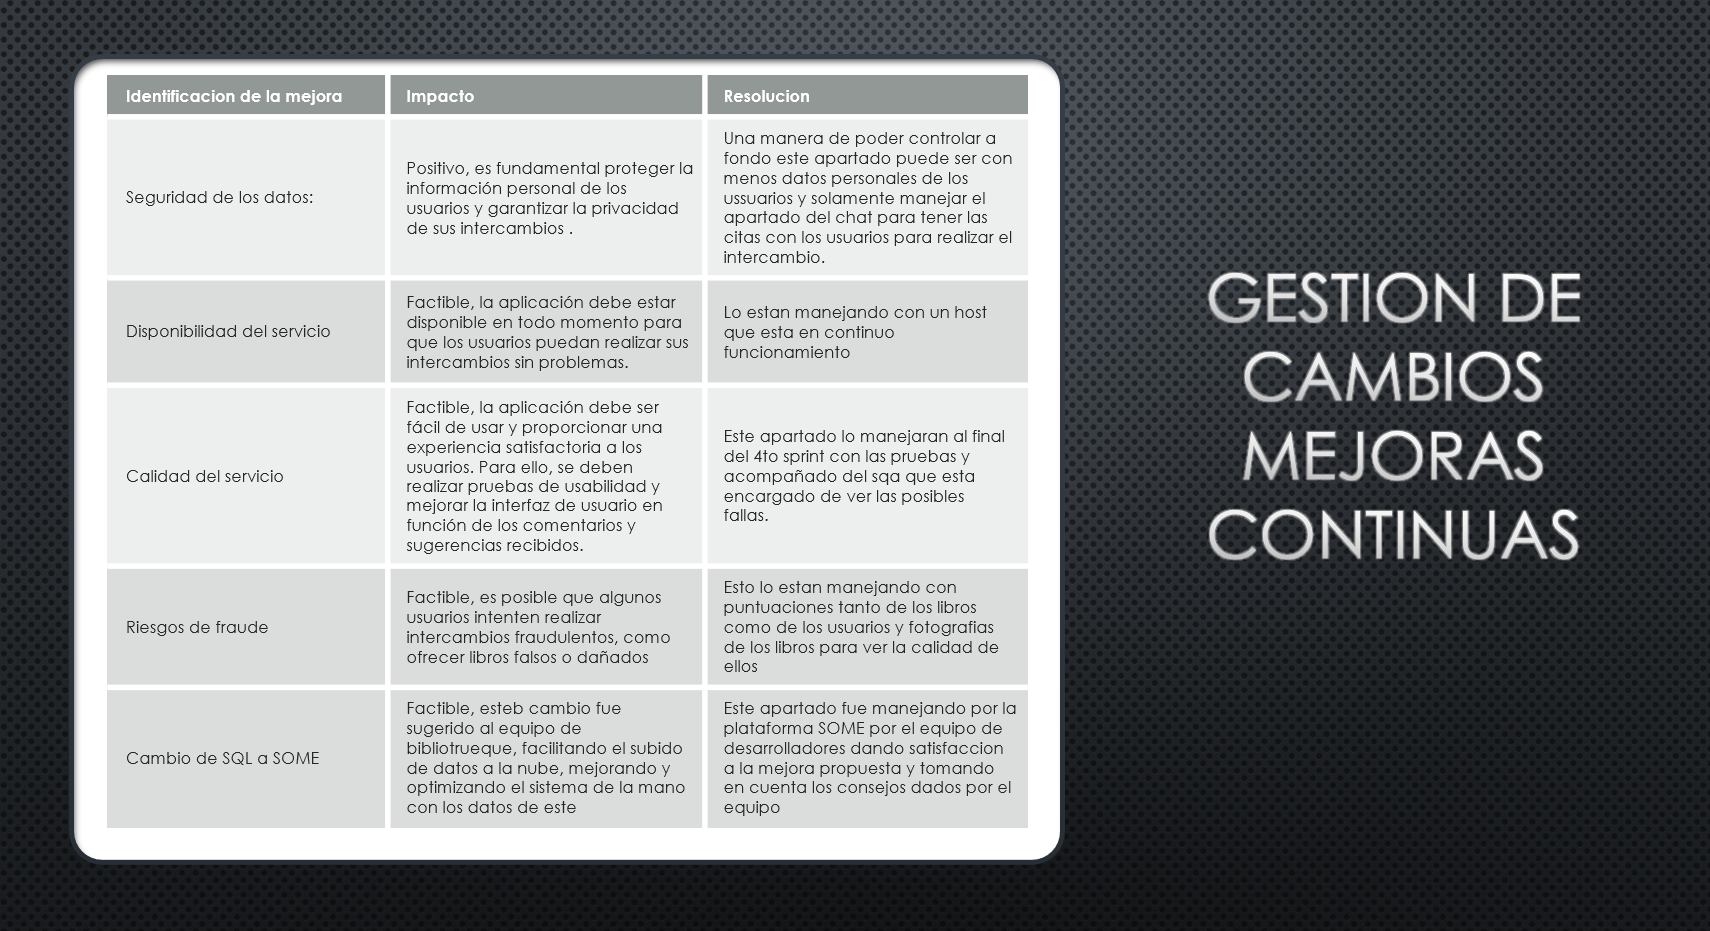 Identificacion de la mejora
Impacto
Resolucion
Seguridad de los datos:
Positivo, es fundamental proteger la
información personal de los
usuarios y garantizar la privacidad
de sus intercambios .
Una manera de poder controlar a
fondo este apartado puede ser con
menos datos personales de los
ussuarios y solamente manejar el
apartado del chat para tener las
citas con los usuarios para realizar el
intercambio.
Disponibilidad del servicio
Factible, la aplicación debe estar
disponible en todo momento para
que los usuarios puedan realizar sus
intercambios sin problemas.
Lo estan manejando con un host
que esta en continuo
funcionamiento
Calidad del servicio
Factible, la aplicación debe ser
fácil de usar y proporcionar una
experiencia satisfactoria a los
usuarios. Para ello, se deben
realizar pruebas de usabilidad y
mejorar la interfaz de usuario en
función de los comentarios y
sugerencias recibidos.
Este apartado lo manejaran al final
del 4to sprint con las pruebas y
acompañado del sqa que esta
encargado de ver las posibles
fallas.
Riesgos de fraude
Factible, es posible que algunos
usuarios intenten realizar
intercambios fraudulentos, como
ofrecer libros falsos o dañados
Esto lo estan manejando con
puntuaciones tanto de los libros
como de los usuarios y fotografias
de los libros para ver la calidad de
ellos
Cambio de SQL a SOME
Factible, esteb cambio fue
sugerido al equipo de
bibliotrueque, facilitando el subido
de datos a la nube, mejorando y
optimizando el sistema de la mano
con los datos de este
Este apartado fue manejando por la
plataforma SOME por el equipo de
desarrolladores dando satisfaccion
a la mejora propuesta y tomando
en cuenta los consejos dados por el
equipo
GESTION DE
CAMBIOS
MEJORAS
CONTINUAS